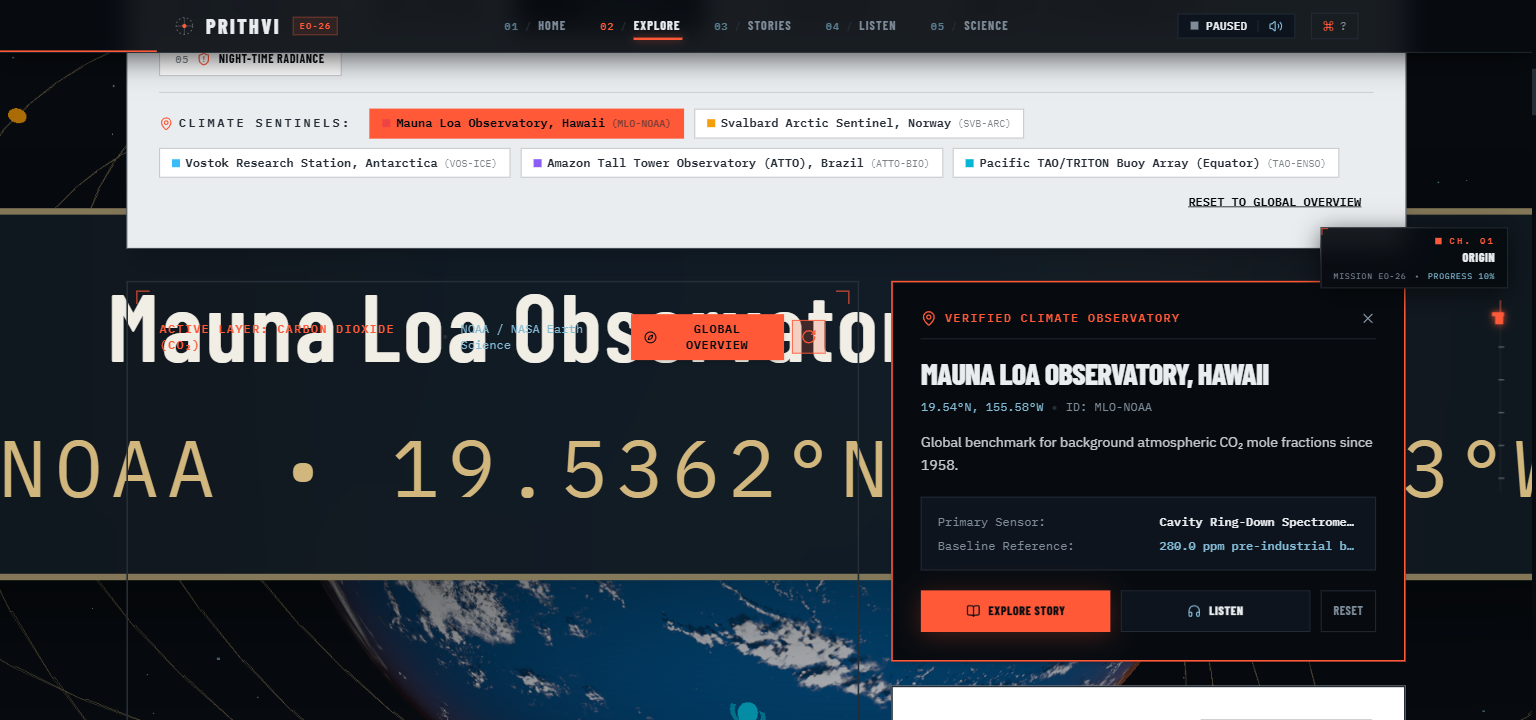 PRITHVI EO-26
01 / HOME 02 / EXPLORE 03 / STORIES 04 / LISTEN 05 / SCIENCE
PAUSED
⌘ ?
05 NIGHT-TIME RADIANCE
CLIMATE SENTINELS: Mauna Loa Observatory, Hawaii (MLO-NOAA) Svalbard Arctic Sentinel, Norway (SVB-ARC)
Vostok Research Station, Antarctica (VOS-ICE) Amazon Tall Tower Observatory (ATTO), Brazil (ATTO-BIO) Pacific TAO/TRITON Buoy Array (Equator) (TAO-ENSO)
RESET TO GLOBAL OVERVIEW
CH. 01
ORIGIN
MISSION EO-26 • PROGRESS 10%
Mauna Loa Observator
ACTIVE LAYER: CARBON DIOXIDE
(CO₂)
NOAA / NASA Earth
Science
GLOBAL
OVERVIEW
NOAA • 19.5362°N
3°W
VERIFIED CLIMATE OBSERVATORY
MAUNA LOA OBSERVATORY, HAWAII
19.54°N, 155.58°W • ID: MLO-NOAA
Global benchmark for background atmospheric CO₂ mole fractions since
1958.
Primary Sensor: Cavity Ring-Down Spectrome…
Baseline Reference: 280.0 ppm pre-industrial b…
EXPLORE STORY LISTEN RESET